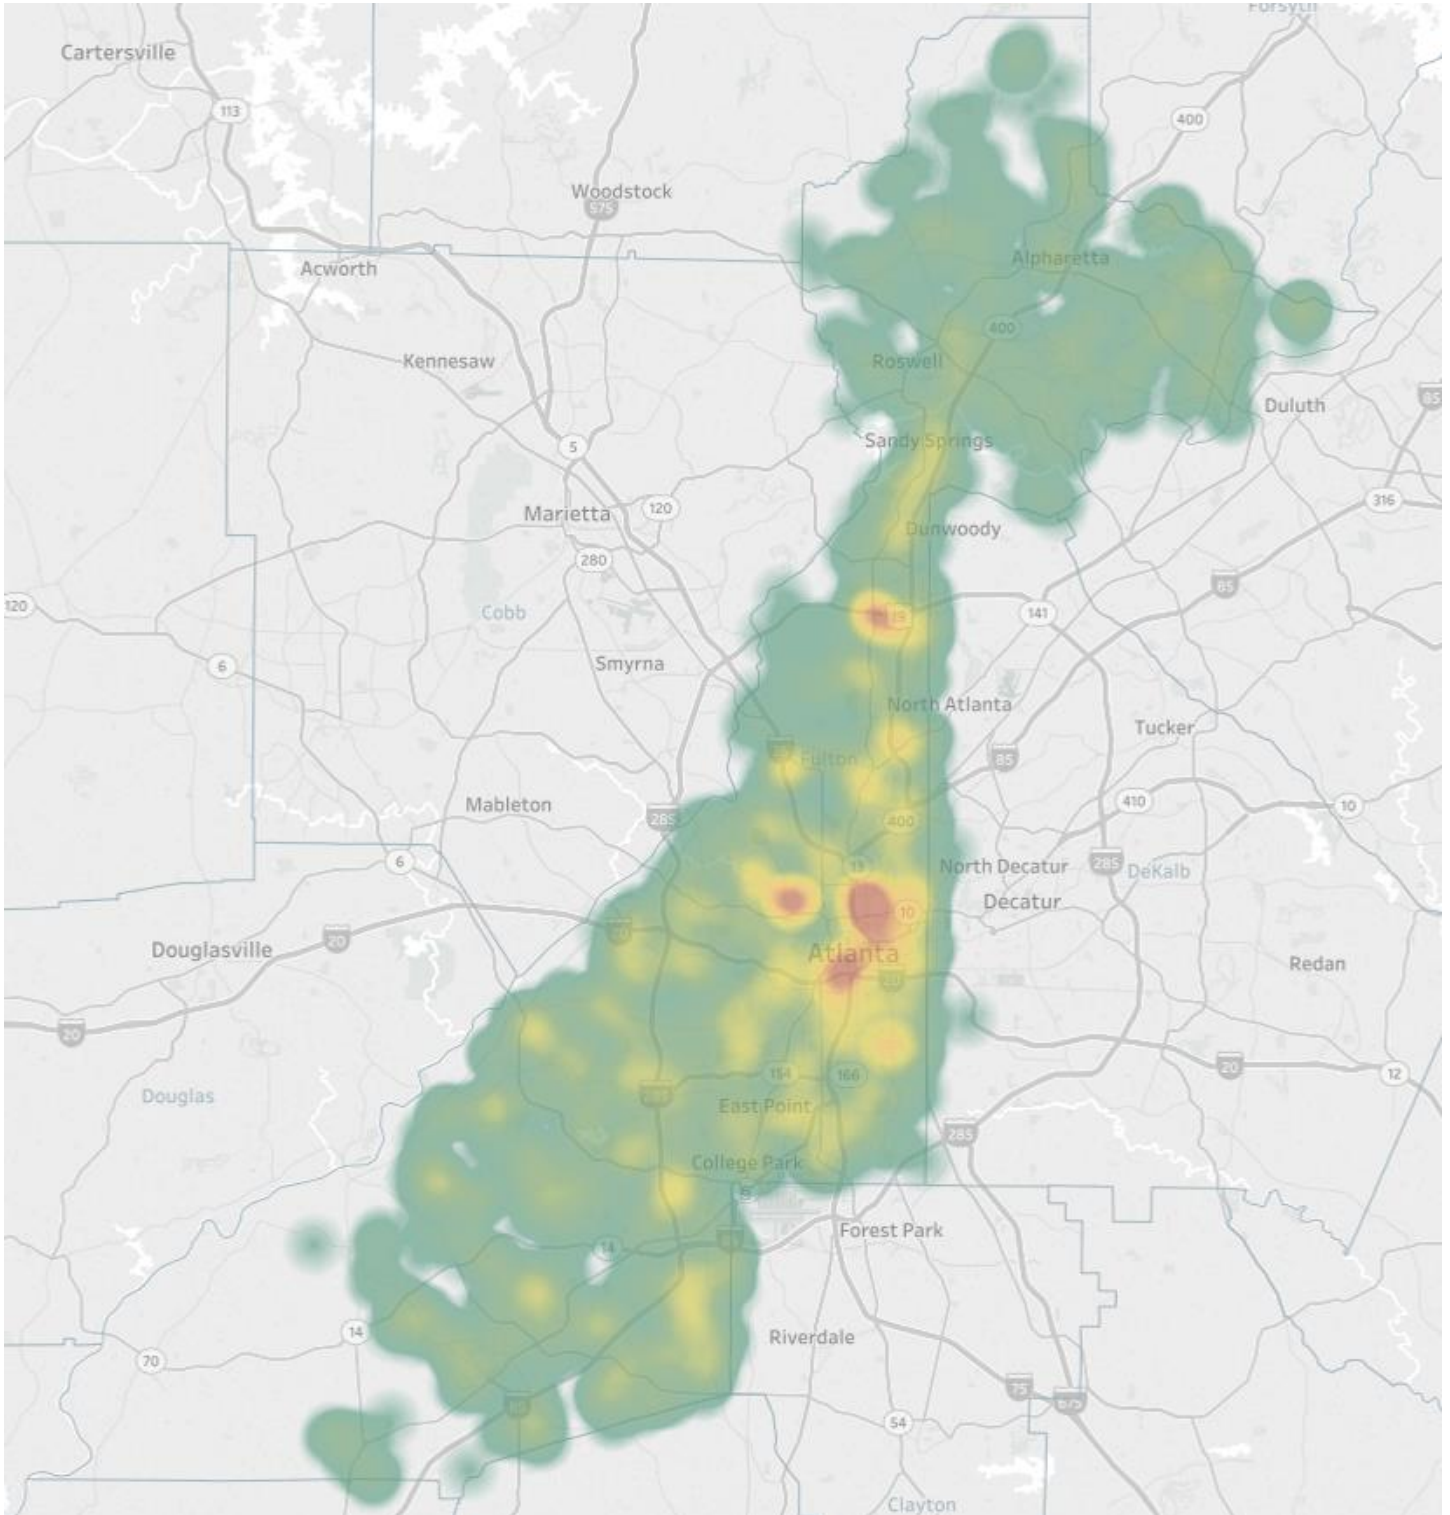 Forsyth
Cartersville
113
400
Woodstock
575
Alpharetta
Acworth
400
Kennesaw
Roswell
85
Duluth
5
Sandy Springs
316
120
Marietta
Dunwoody
280
85
120
Cobb
141
19
Smyrna
6
North Atlanta
Tucker
Fulton
85
Mableton
410
10
285
400
6
13
North Decatur
285
DeKalb
Decatur
10
20
20
Douglasville
Atlanta
Redan
20
20
154
166
20
12
Douglas
East Point
285
College Park
14
Forest Park
14
Riverdale
70
75
675
85
54
Clayton